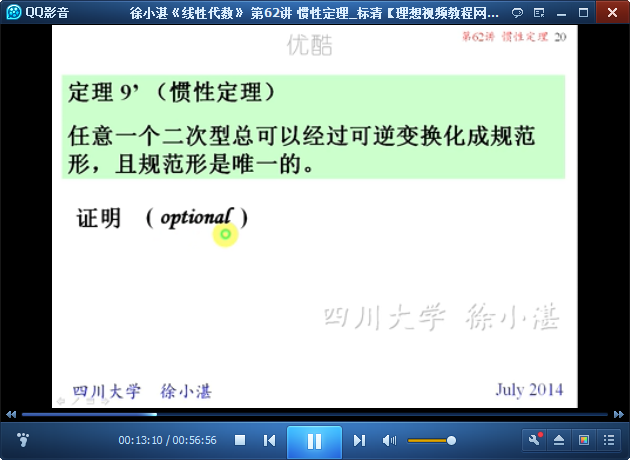 QQ影音
徐小湛《线性代数》 第62讲 惯性定理_标清【理想视频教程网...
优酷
第62讲 惯性定理 20
定理 9’（惯性定理）
任意一个二次型总可以经过可逆变换化成规范
形，且规范形是唯一的。
证明 ( optional )
四川大学 徐小湛
四川大学 徐小湛
July 2014
00:13:10 / 00:56:56